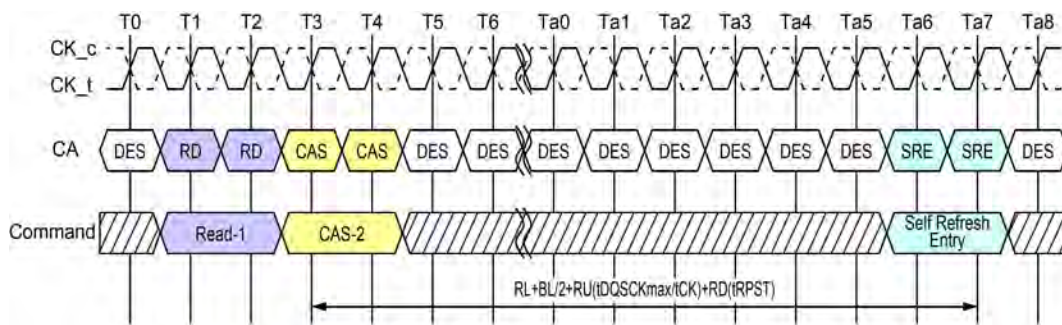 T0 T1 T2 T3 T4 T5 T6 Ta0 Ta1 Ta2 Ta3 Ta4 Ta5 Ta6 Ta7 Ta8
CK_c
CK_t
CA DES RD RD CAS CAS DES DES DES DES DES DES DES DES SRE SRE DES
Command Read-1 CAS-2 Self Refresh
Entry
RL+BL/2+RU(tDQSCKmax/tCK)+RD(tRPST)